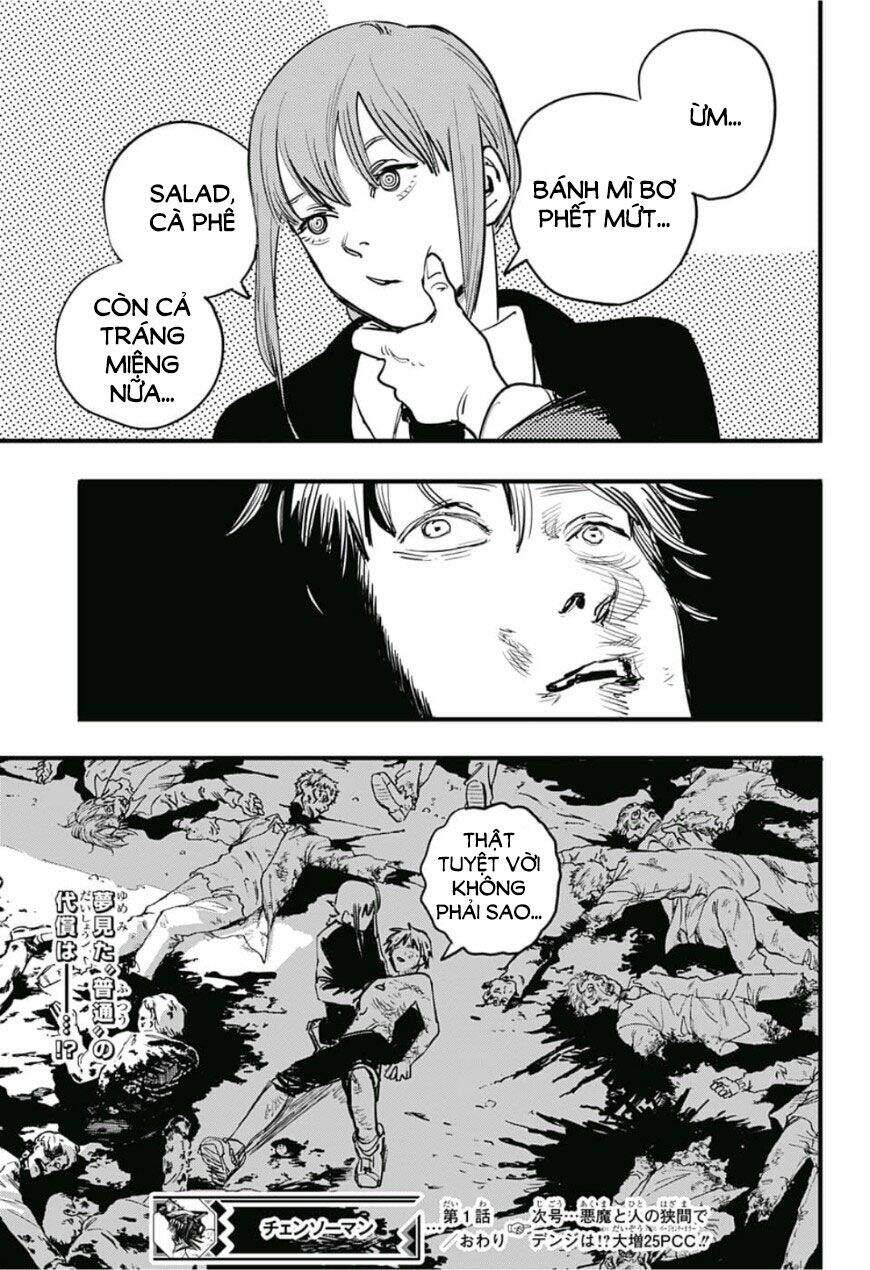 ỪM...
BÁNH MÌ BƠ
PHẾT MỨT...
SALAD,
CÀ PHÊ
CÒN CẢ
TRÁNG
MIỆNG
NỮA...
THẬT
TUYỆT VỜI
KHÔNG
PHẢI SAO...
夢見た“普通”の
代償は――…!?
チェンソーマン
…第1話
／おわり
次号…悪魔と人の狭間で
デンジは!?大増25PCC!!